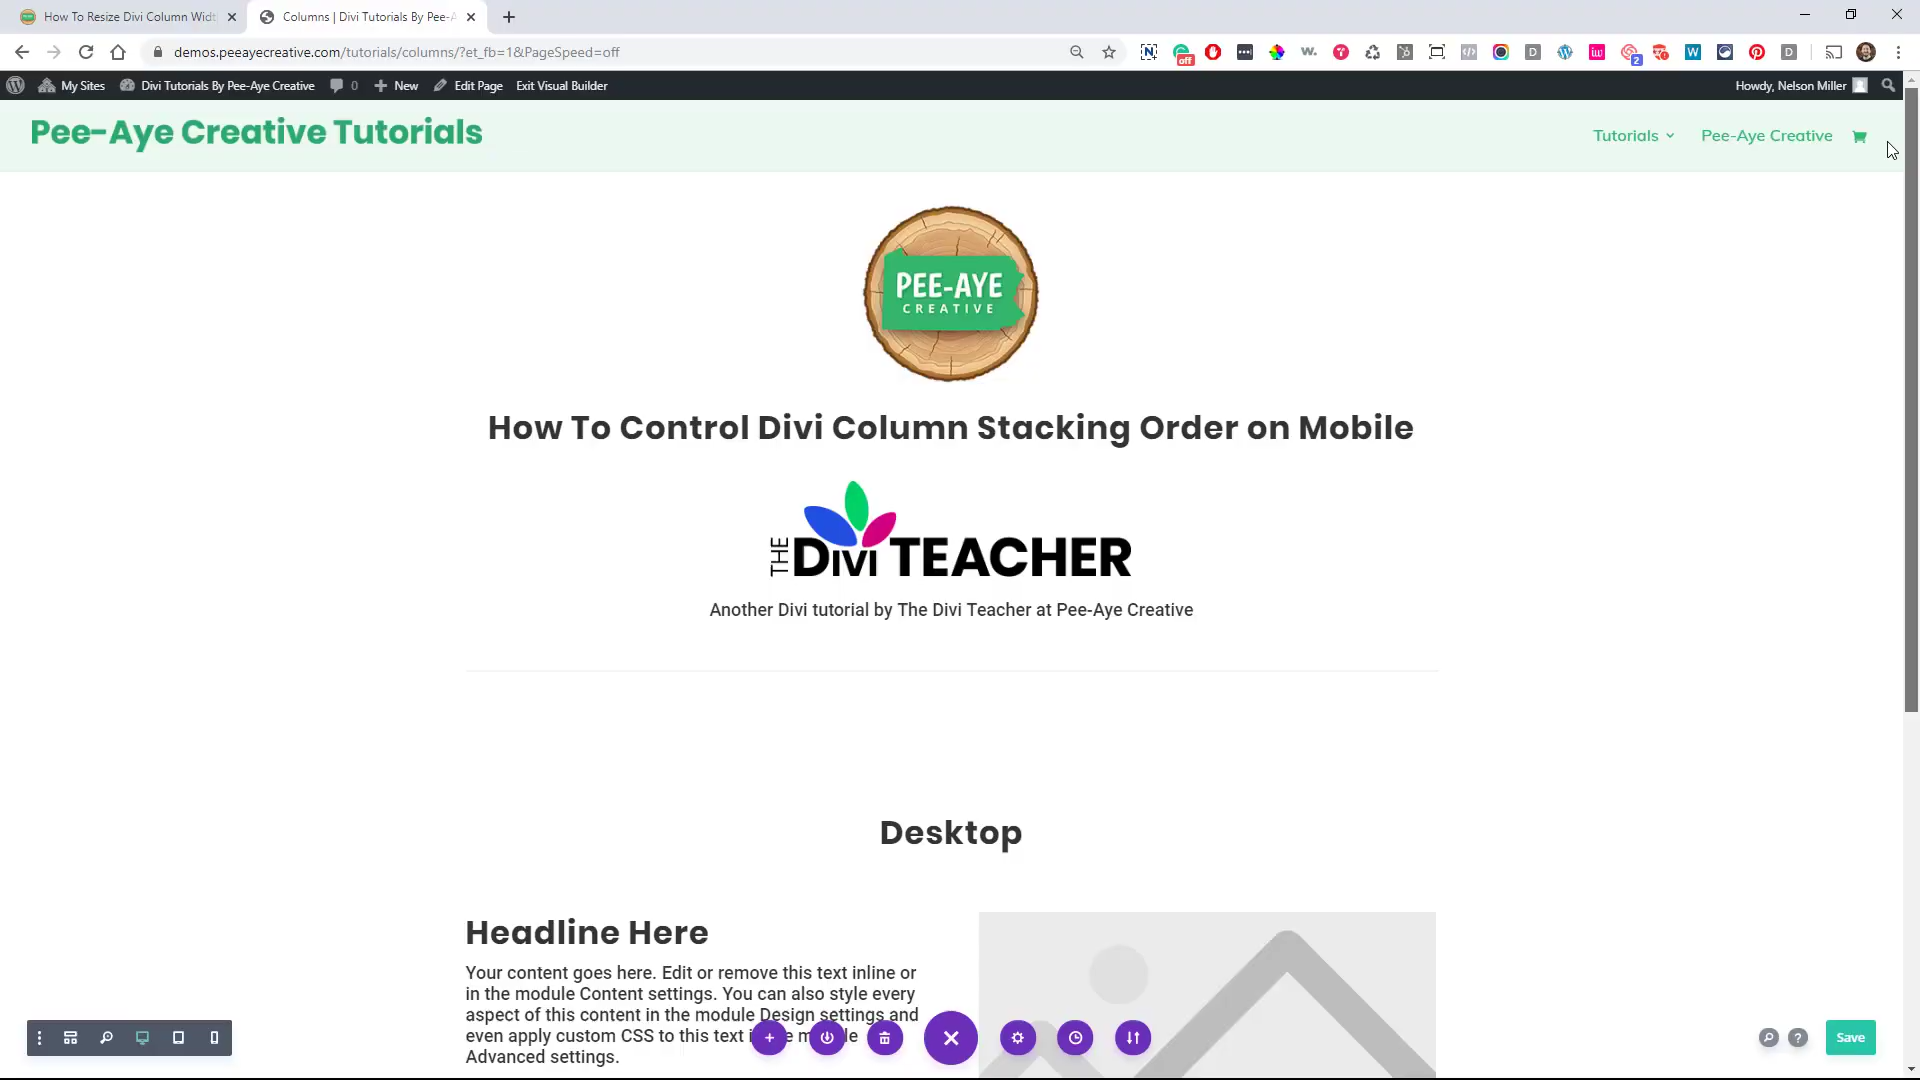 How To Resize Divi Column Widt
Columns | Divi Tutorials By Pee-A
demos.peeayecreative.com/tutorials/columns/?et_fb=1&PageSpeed=off
off
2
My Sites
Divi Tutorials By Pee-Aye Creative
0
New
Edit Page
Exit Visual Builder
Howdy, Nelson Miller
Pee-Aye Creative Tutorials
Tutorials
Pee-Aye Creative
PEE-AYE
CREATIVE
How To Control Divi Column Stacking Order on Mobile
THE DIVI TEACHER
Another Divi tutorial by The Divi Teacher at Pee-Aye Creative
Desktop
Headline Here
Your content goes here. Edit or remove this text inline or
in the module Content settings. You can also style every
aspect of this content in the module Design settings and
even apply custom CSS to this text
Advanced settings.
Save